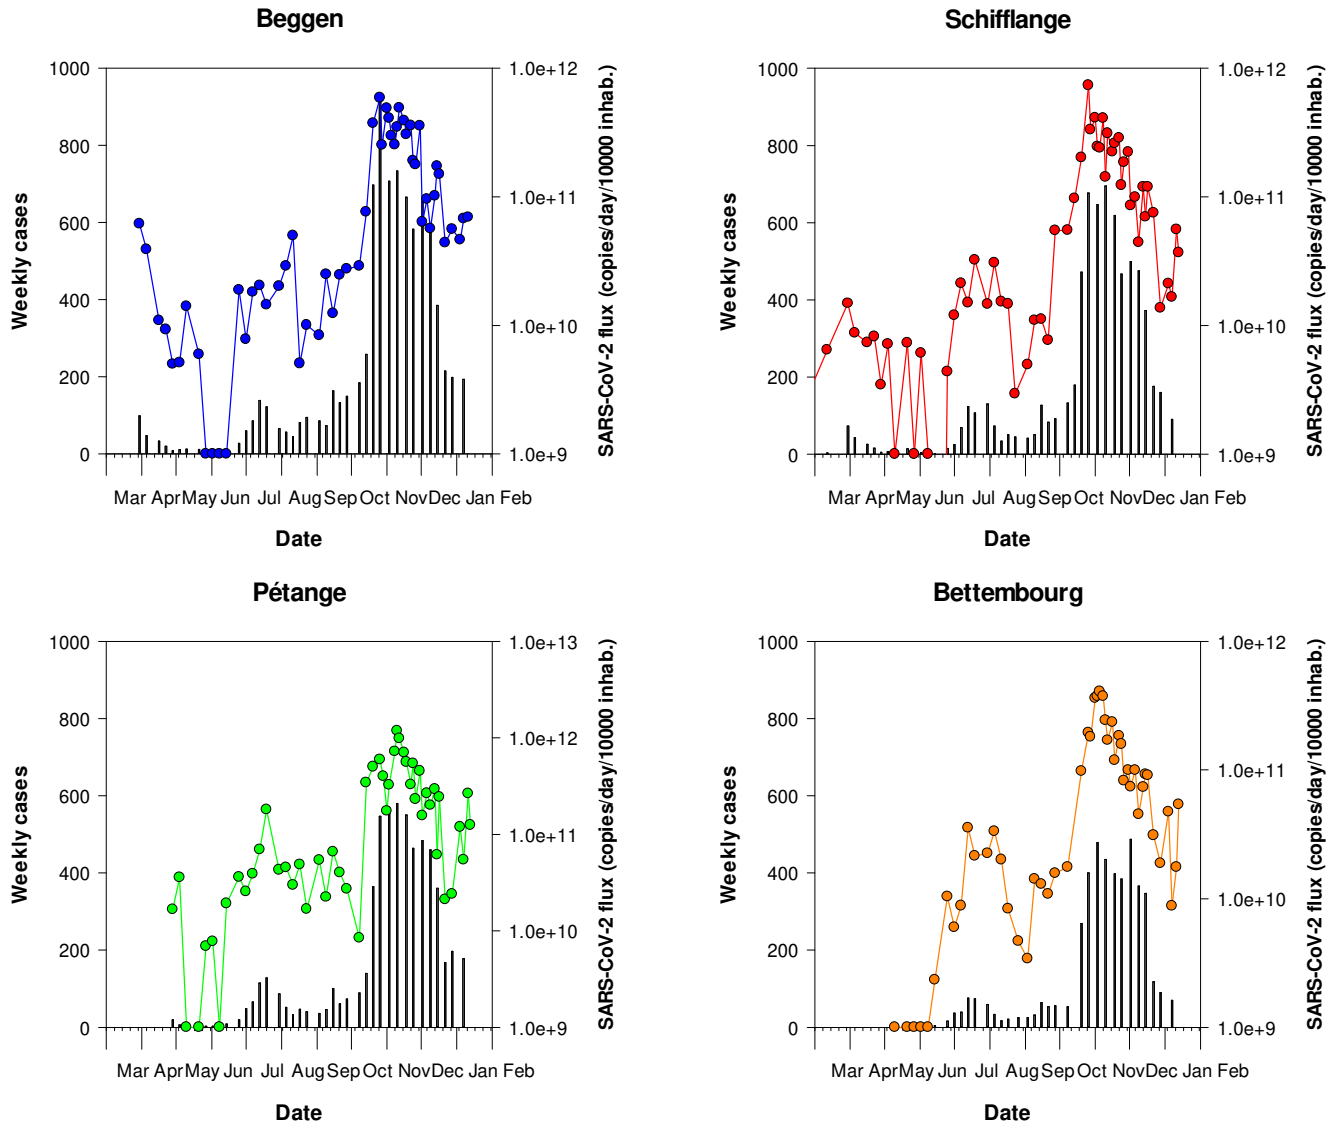 Beggen
1000
800
600
400
200
0
Weekly cases
1.0e+12
1.0e+11
1.0e+10
1.0e+9
SARS-CoV-2 flux (copies/day/10000 inhab.)
Mar Apr May Jun Jul Aug Sep Oct Nov Dec Jan Feb
Date
Schifflange
1000
800
600
400
200
0
Weekly cases
1.0e+12
1.0e+11
1.0e+10
1.0e+9
SARS-CoV-2 flux (copies/day/10000 inhab.)
Mar Apr May Jun Jul Aug Sep Oct Nov Dec Jan Feb
Date
Pétange
1000
800
600
400
200
0
Weekly cases
1.0e+13
1.0e+12
1.0e+11
1.0e+10
1.0e+9
SARS-CoV-2 flux (copies/day/10000 inhab.)
Mar Apr May Jun Jul Aug Sep Oct Nov Dec Jan Feb
Date
Bettembourg
1000
800
600
400
200
0
Weekly cases
1.0e+12
1.0e+11
1.0e+10
1.0e+9
SARS-CoV-2 flux (copies/day/10000 inhab.)
Mar Apr May Jun Jul Aug Sep Oct Nov Dec Jan Feb
Date